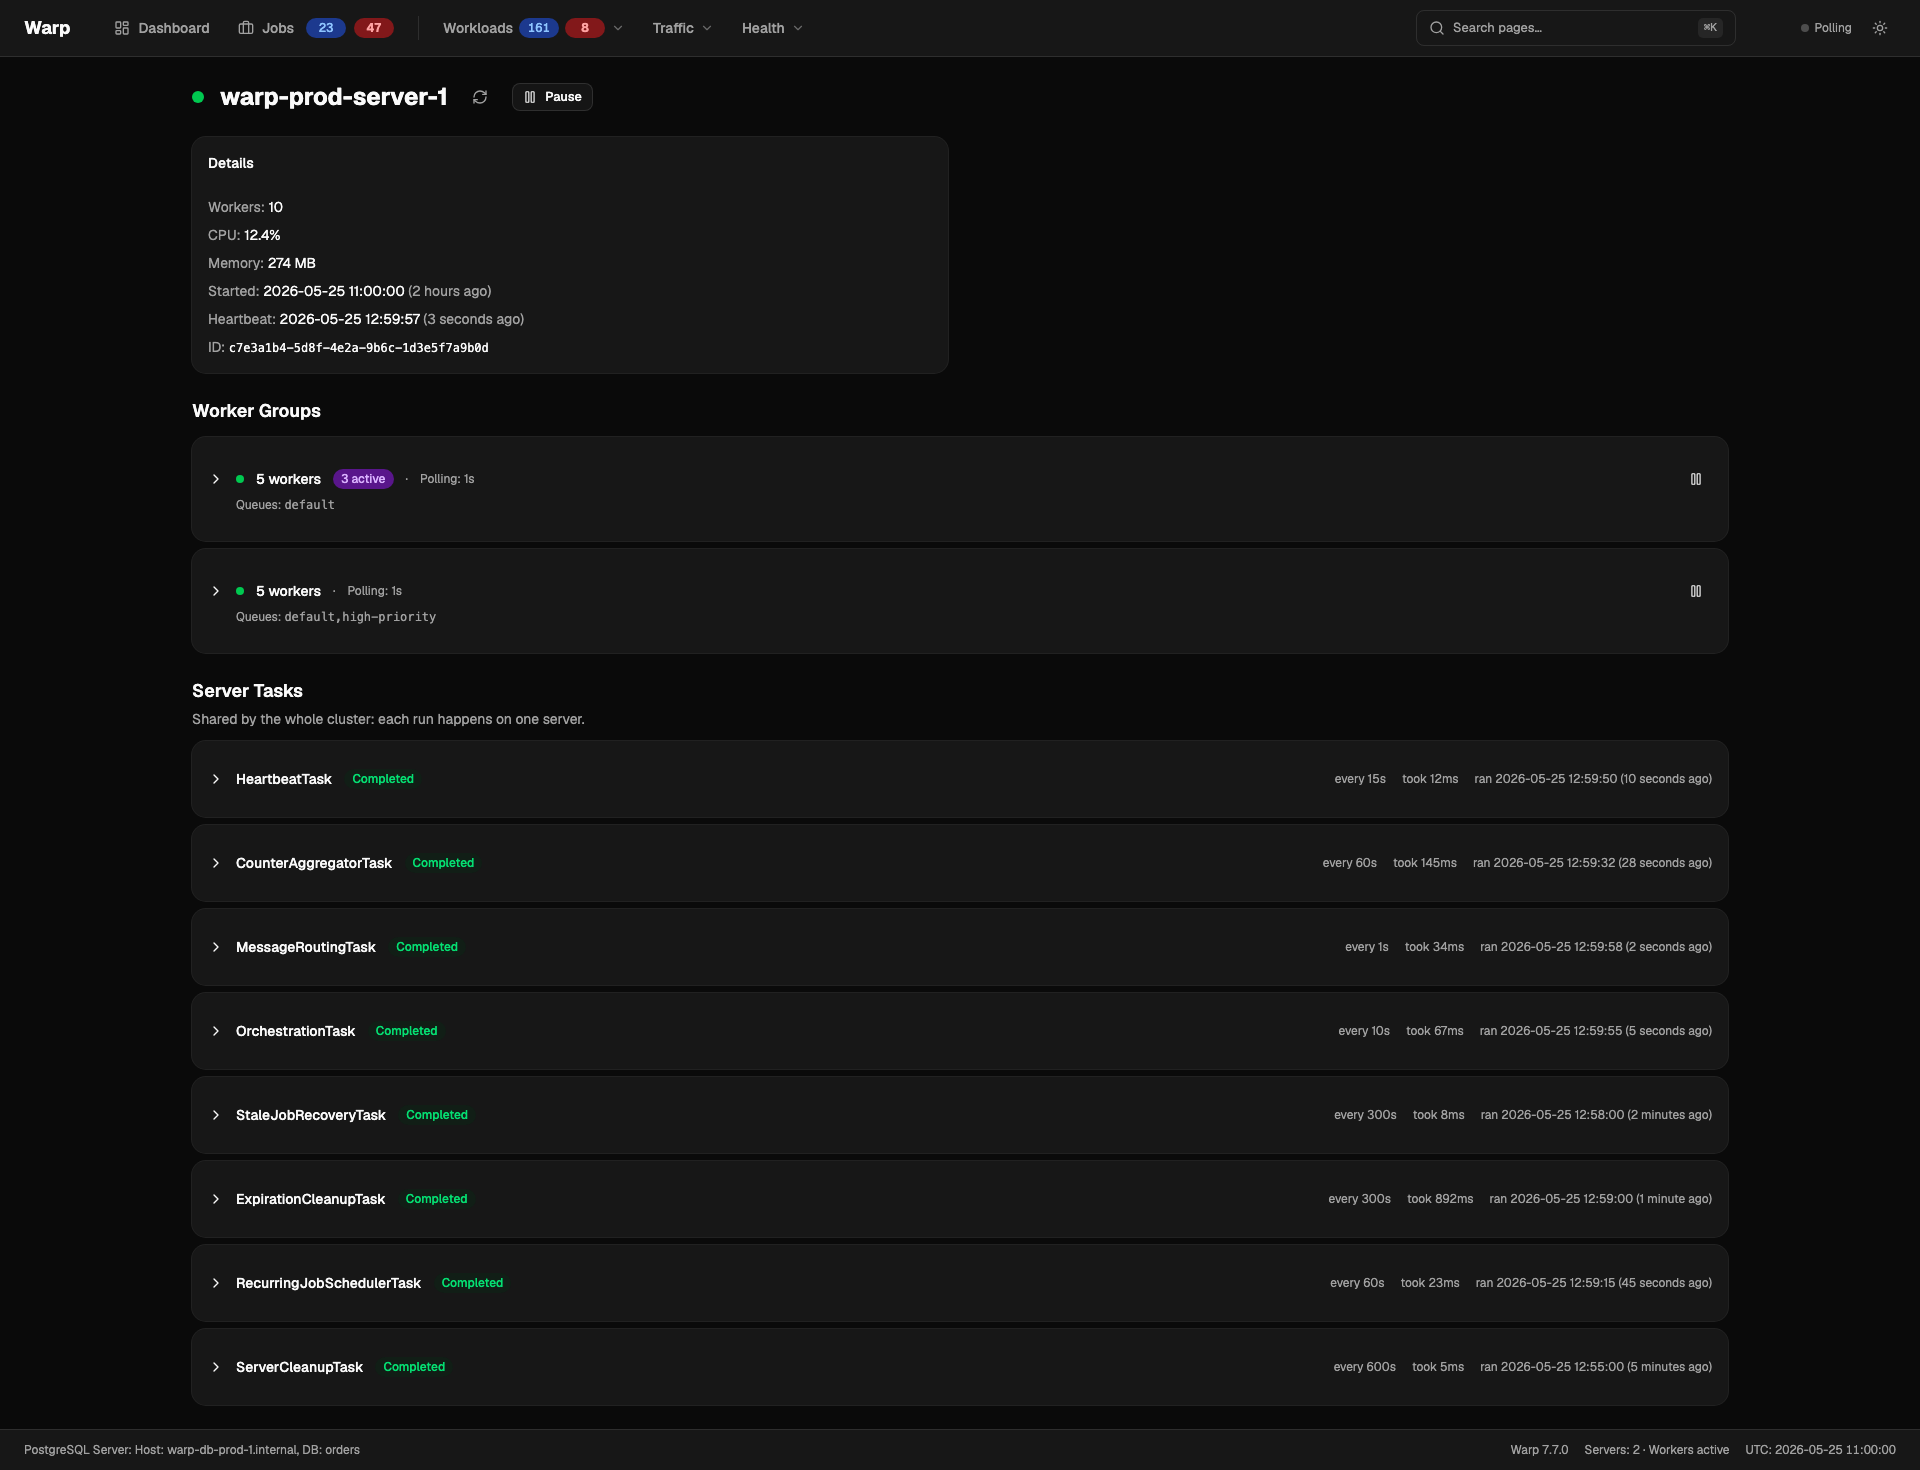 Warp
Dashboard
Jobs 23 47
Workloads 161 8
Traffic
Health
Search pages... ⌘K
Polling
warp-prod-server-1
Pause
Details
Workers: 10
CPU: 12.4%
Memory: 274 MB
Started: 2026-05-25 11:00:00 (2 hours ago)
Heartbeat: 2026-05-25 12:59:57 (3 seconds ago)
ID: c7e3a1b4-5d8f-4e2a-9b6c-1d3e5f7a9b0d
Worker Groups
5 workers 3 active · Polling: 1s
Queues: default
5 workers · Polling: 1s
Queues: default,high-priority
Server Tasks
Shared by the whole cluster: each run happens on one server.
HeartbeatTask Completed every 15s took 12ms ran 2026-05-25 12:59:50 (10 seconds ago)
CounterAggregatorTask Completed every 60s took 145ms ran 2026-05-25 12:59:32 (28 seconds ago)
MessageRoutingTask Completed every 1s took 34ms ran 2026-05-25 12:59:58 (2 seconds ago)
OrchestrationTask Completed every 10s took 67ms ran 2026-05-25 12:59:55 (5 seconds ago)
StaleJobRecoveryTask Completed every 300s took 8ms ran 2026-05-25 12:58:00 (2 minutes ago)
ExpirationCleanupTask Completed every 300s took 892ms ran 2026-05-25 12:59:00 (1 minute ago)
RecurringJobSchedulerTask Completed every 60s took 23ms ran 2026-05-25 12:59:15 (45 seconds ago)
ServerCleanupTask Completed every 600s took 5ms ran 2026-05-25 12:55:00 (5 minutes ago)
PostgreSQL Server: Host: warp-db-prod-1.internal, DB: orders
Warp 7.7.0 Servers: 2 · Workers active UTC: 2026-05-25 11:00:00